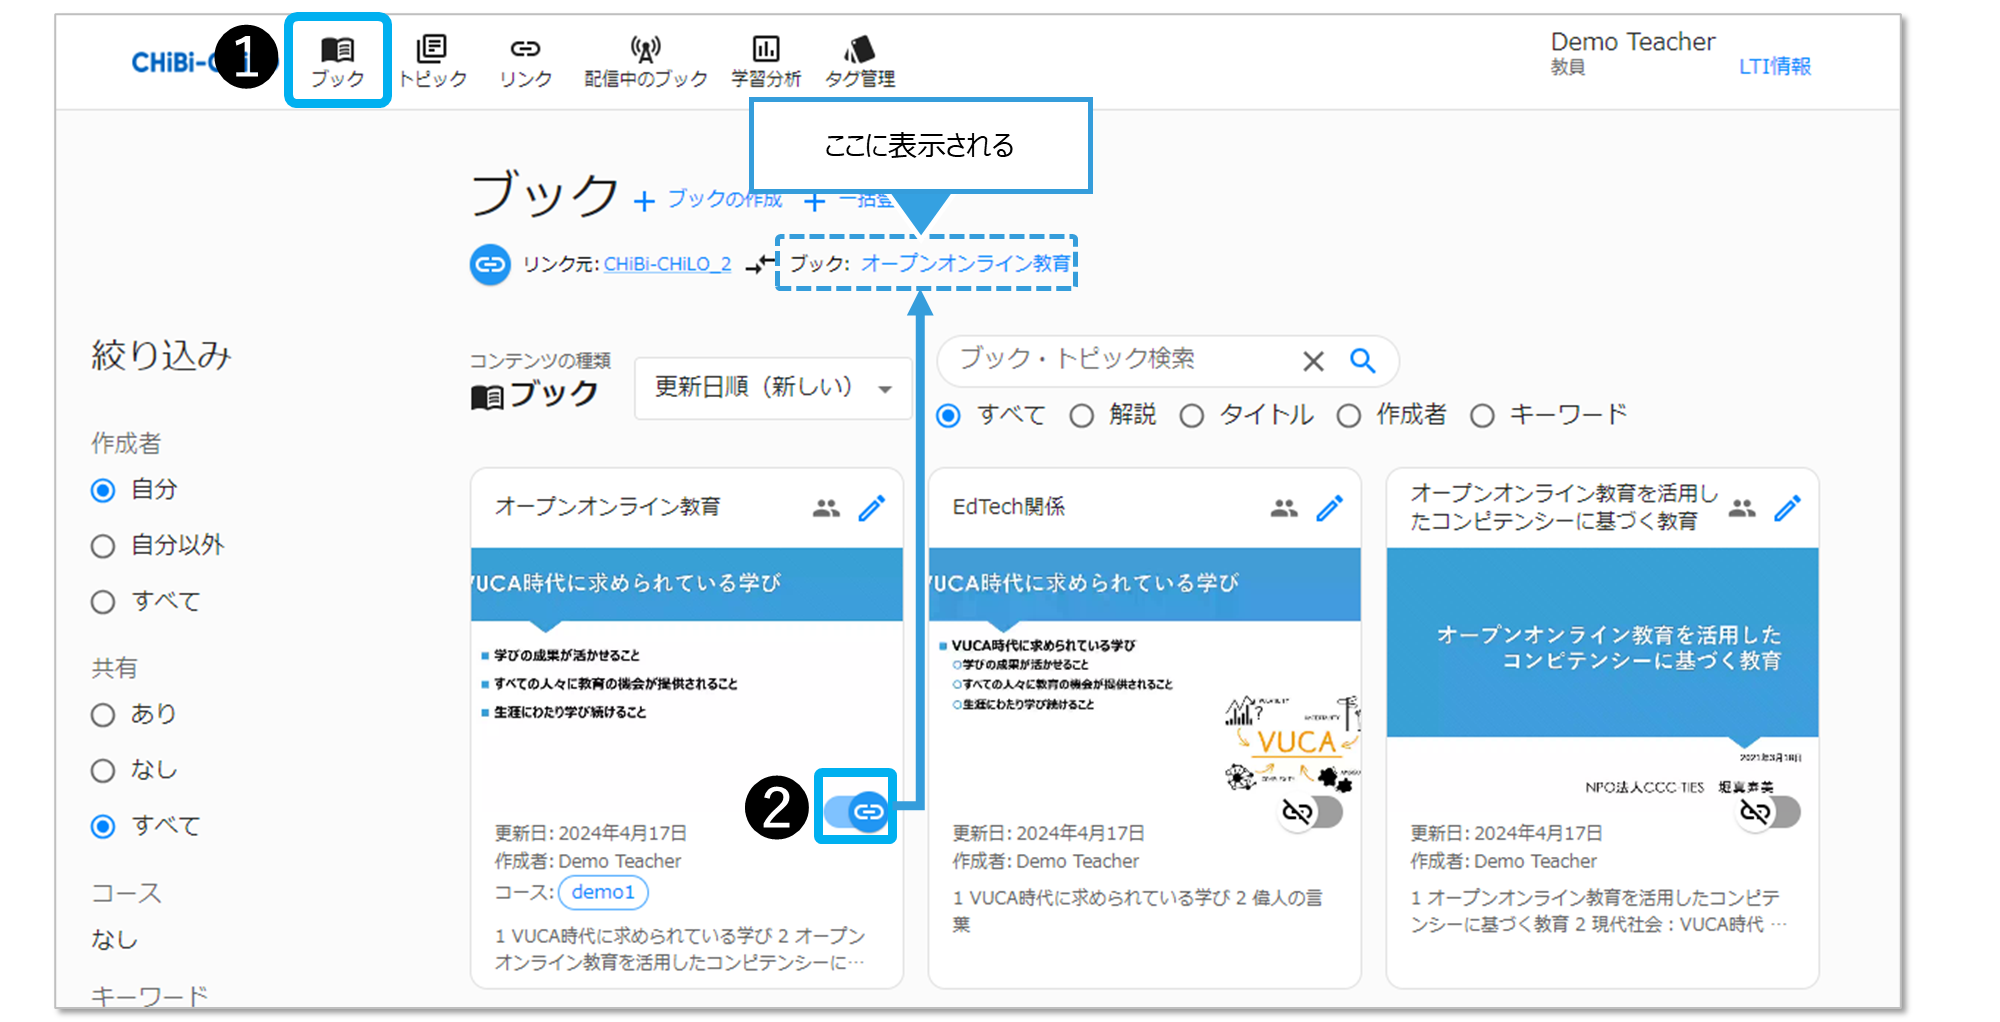 CHiBi-C
1
ブック
トピック
リンク
配信中のブック
学習分析
タグ管理
Demo Teacher
教員
LTI情報
ここに表示される
ブック
+ ブックの作成
+ 一括登
リンク元: CHiBi-CHiLO_2
ブック: オープンオンライン教育
絞り込み
作成者
自分
自分以外
すべて
共有
あり
なし
すべて
コース
なし
キーワード
コンテンツの種類
ブック
更新日順（新しい）
ブック・トピック検索
すべて
解説
タイトル
作成者
キーワード
オープンオンライン教育
VUCA時代に求められている学び
学びの成果が活かせること
すべての人々に教育の機会が提供されること
生涯にわたり学び続けること
2
更新日: 2024年4月17日
作成者: Demo Teacher
コース: demo1
1 VUCA時代に求められている学び 2 オープン
オンライン教育を活用したコンピテンシーに…
EdTech関係
VUCA時代に求められている学び
VUCA時代に求められている学び
○学びの成果が活かせること
○すべての人々に教育の機会が提供されること
○生涯にわたり学び続けること
VUCA
更新日: 2024年4月17日
作成者: Demo Teacher
1 VUCA時代に求められている学び 2 偉人の言
葉
オープンオンライン教育を活用し
たコンピテンシーに基づく教育
オープンオンライン教育を活用した
コンピテンシーに基づく教育
2021年3月18日
NPO法人CCC-TIES 堀真寿美
更新日: 2024年4月17日
作成者: Demo Teacher
1 オープンオンライン教育を活用したコンピテ
ンシーに基づく教育 2 現代社会：VUCA時代 …